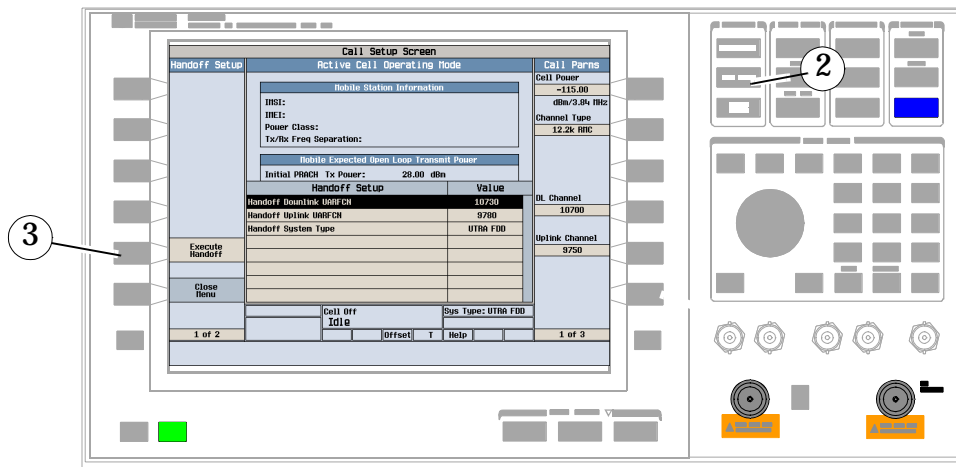 Call Setup Screen
Handoff Setup
Active Cell Operating Mode
Call Parms
Mobile Station Information
IMSI:
IMEI:
Power Class:
Tx/Rx Freq Separation:
Mobile Expected Open Loop Transmit Power
Initial PRACH Tx Power: 28.00 dBm
Handoff Setup Value
Handoff Downlink UARFCN 10730
Handoff Uplink UARFCN 9780
Handoff System Type UTRA FDD
Execute
Handoff
Close
Menu
1 of 2
Cell Off
Idle
Sys Type: UTRA FDD
Offset T Help
Cell Power
-115.00
dBm/3.84 MHz
Channel Type
12.2k RMC
DL Channel
10700
Uplink Channel
9750
1 of 3
2
3